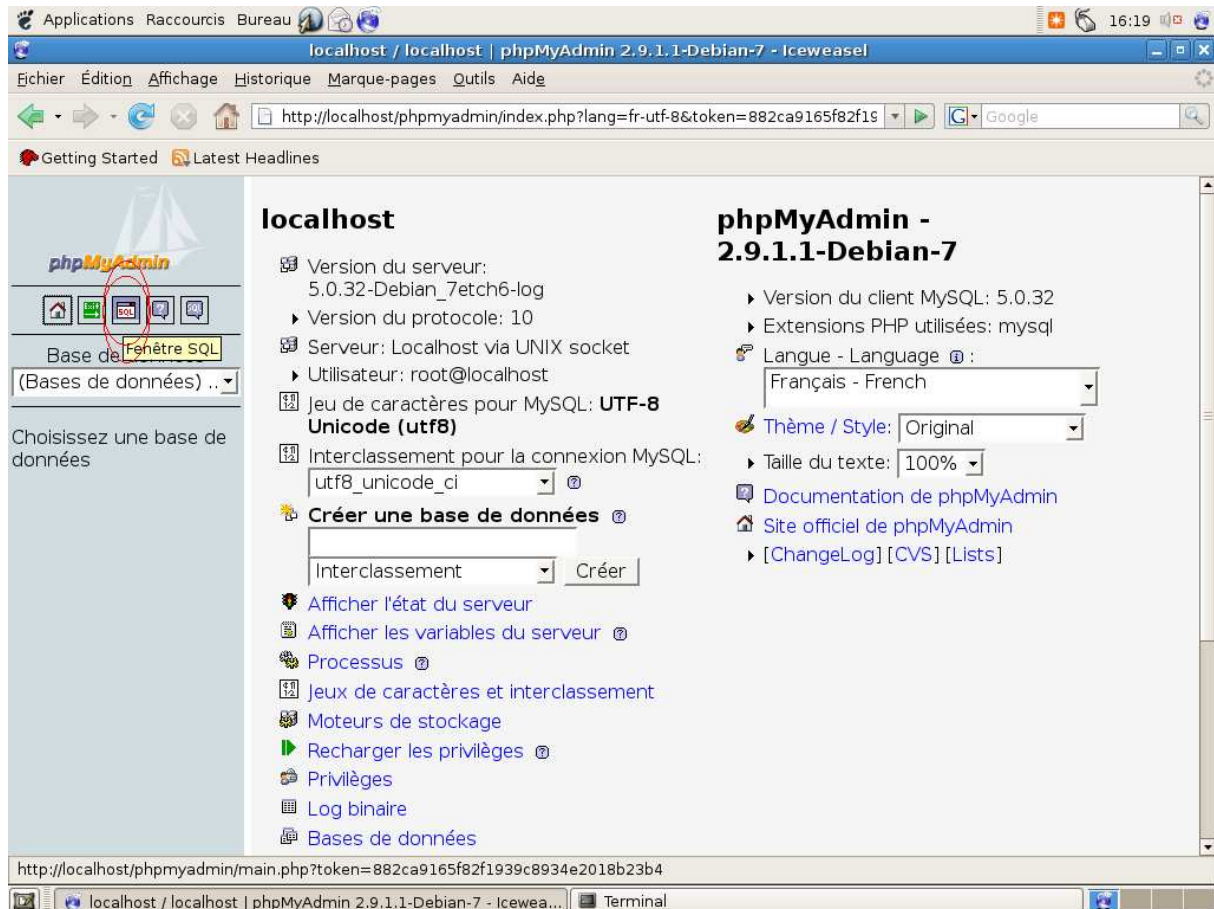 Applications Raccourcis Bureau
16:19
localhost / localhost | phpMyAdmin 2.9.1.1-Debian-7 - Iceweasel
Fichier Édition Affichage Historique Marque-pages Outils Aide
http://localhost/phpmyadmin/index.php?lang=fr-utf-8&token=882ca9165f82f19
G Google
Getting Started Latest Headlines
phpMyAdmin
SQL
SQL
Fenêtre SQL
Base de
(Bases de données) ...
Choisissez une base de
données
localhost
Version du serveur:
5.0.32-Debian_7etch6-log
Version du protocole: 10
Serveur: Localhost via UNIX socket
Utilisateur: root@localhost
Jeu de caractères pour MySQL: UTF-8
Unicode (utf8)
Interclassement pour la connexion MySQL:
utf8_unicode_ci
Créer une base de données
Interclassement Créer
Afficher l'état du serveur
Afficher les variables du serveur
Processus
Jeux de caractères et interclassement
Moteurs de stockage
Recharger les privilèges
Privilèges
Log binaire
Bases de données
phpMyAdmin -
2.9.1.1-Debian-7
Version du client MySQL: 5.0.32
Extensions PHP utilisées: mysql
Langue - Language :
Français - French
Thème / Style: Original
Taille du texte: 100%
Documentation de phpMyAdmin
Site officiel de phpMyAdmin
[ChangeLog] [CVS] [Lists]
http://localhost/phpmyadmin/main.php?token=882ca9165f82f1939c8934e2018b23b4
localhost / localhost | phpMyAdmin 2.9.1.1-Debian-7 - Icewea...
Terminal